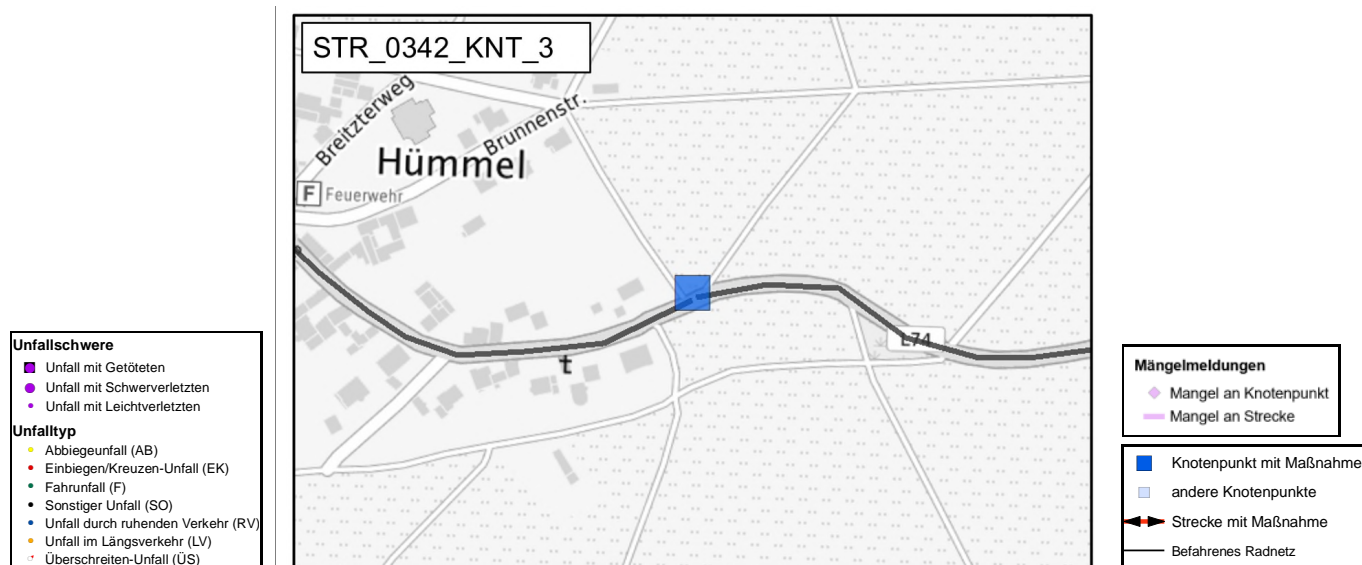 STR_0342_KNT_3
Breitzterweg
Brunnenstr.
Hümmel
F Feuerwehr
L74
Unfallschwere
Unfall mit Getöteten
Unfall mit Schwerverletzten
Unfall mit Leichtverletzten
Unfalltyp
Abbiegeunfall (AB)
Einbiegen/Kreuzen-Unfall (EK)
Fahrunfall (F)
Sonstiger Unfall (SO)
Unfall durch ruhenden Verkehr (RV)
Unfall im Längsverkehr (LV)
Überschreiten-Unfall (ÜS)
Mängelmeldungen
Mangel an Knotenpunkt
Mangel an Strecke
Knotenpunkt mit Maßnahme
andere Knotenpunkte
Strecke mit Maßnahme
Befahrenes Radnetz